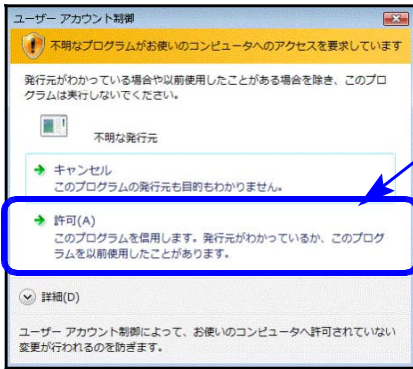 ユーザー アカウント制御
不明なプログラムがお使いのコンピュータへのアクセスを要求しています
発行元がわかっている場合や以前使用したことがある場合を除き、このプロ
グラムは実行しないでください。
不明な発行元
キャンセル
このプログラムの発行元も目的もわかりません。
許可(A)
このプログラムを信用します。発行元がわかっているか、このプログ
ラムを以前使用したことがあります。
詳細(D)
ユーザー アカウント制御によって、お使いのコンピュータへ許可されていない
変更が行われるのを防ぎます。